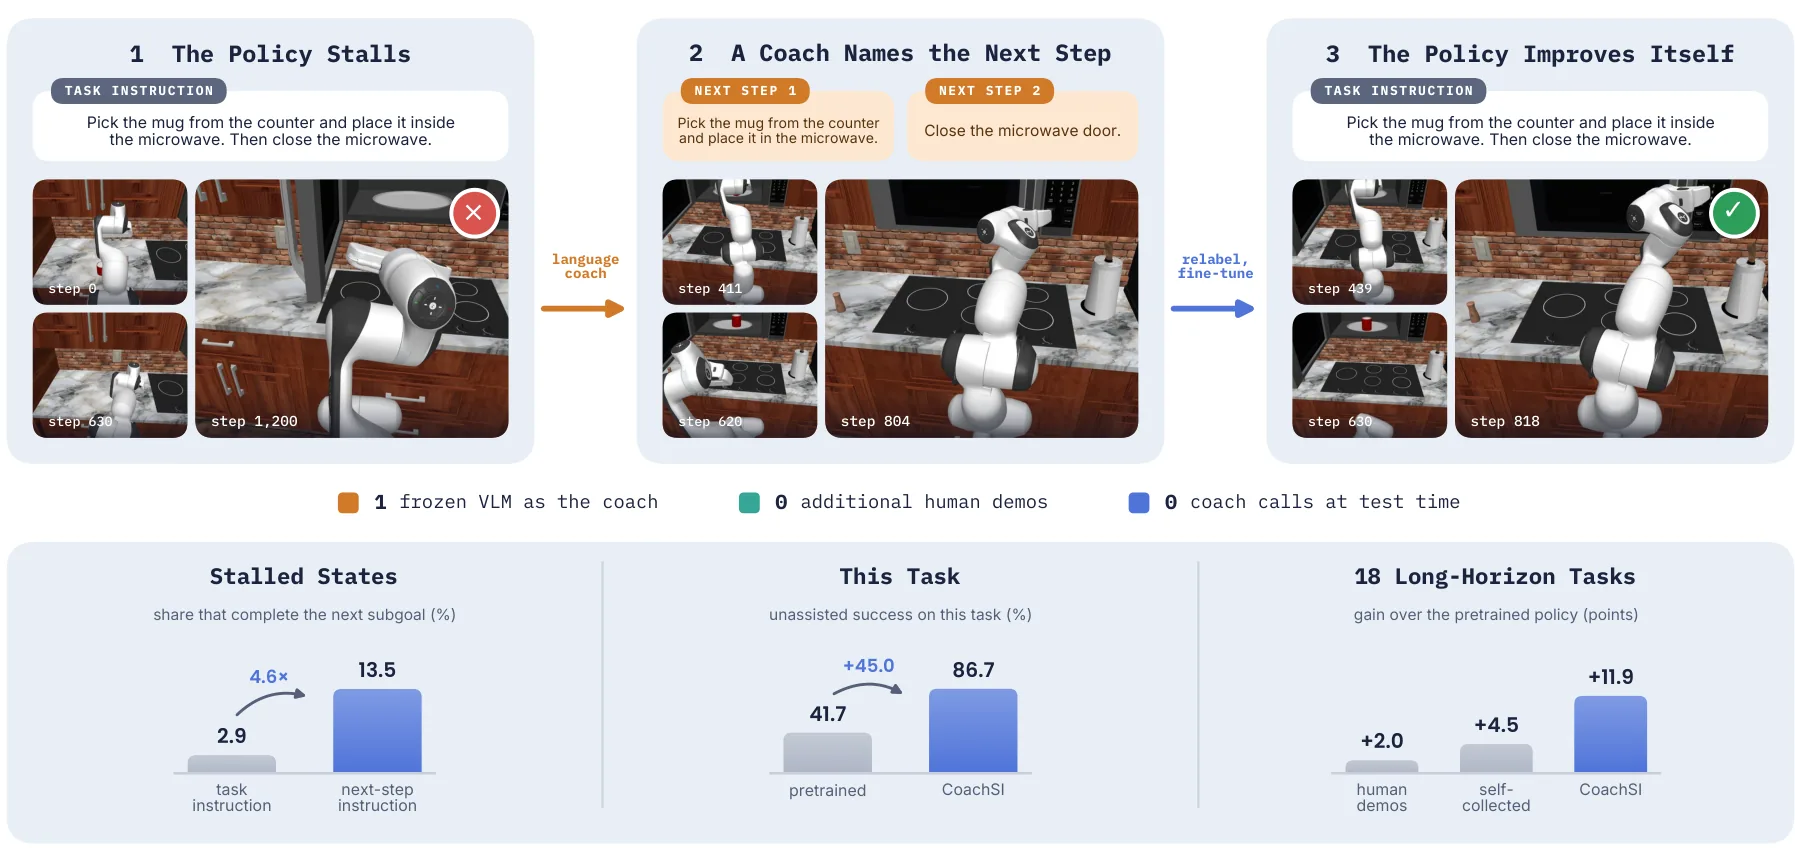 1 The Policy Stalls
TASK INSTRUCTION
Pick the mug from the counter and place it inside
the microwave. Then close the microwave.
step 0
step 630
step 1,200
language
coach
2 A Coach Names the Next Step
NEXT STEP 1
Pick the mug from the counter
and place it in the microwave.
NEXT STEP 2
Close the microwave door.
step 411
step 620
step 804
relabel,
fine-tune
3 The Policy Improves Itself
TASK INSTRUCTION
Pick the mug from the counter and place it inside
the microwave. Then close the microwave.
step 439
step 630
step 818
1 frozen VLM as the coach
0 additional human demos
0 coach calls at test time
Stalled States
share that complete the next subgoal (%)
4.6×
2.9
13.5
task
instruction
next-step
instruction
This Task
unassisted success on this task (%)
+45.0
41.7
86.7
pretrained
CoachSI
18 Long-Horizon Tasks
gain over the pretrained policy (points)
+2.0
+4.5
+11.9
human
demos
self-
collected
CoachSI